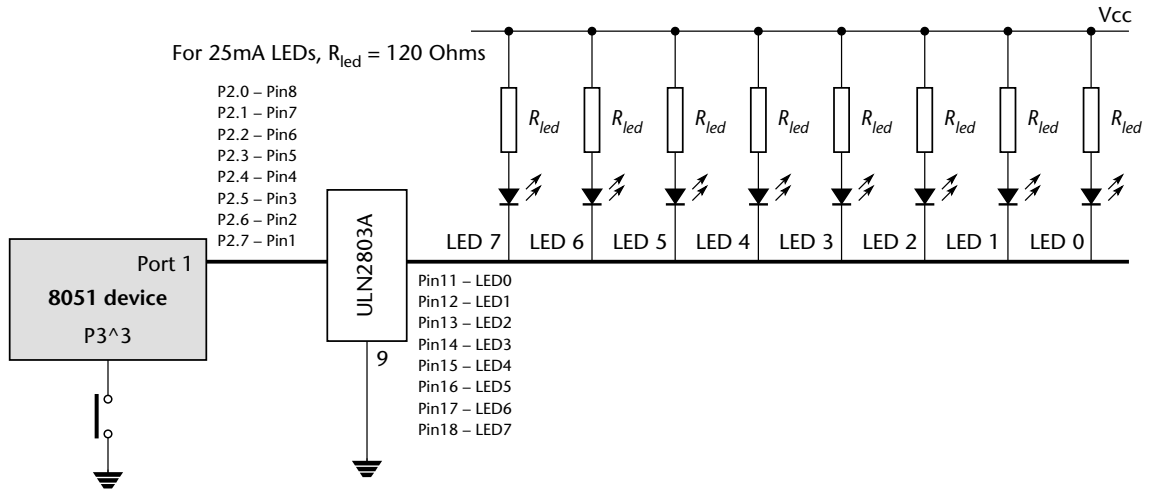 Vcc
For 25mA LEDs, Rled = 120 Ohms
P2.0 – Pin8
P2.1 – Pin7
P2.2 – Pin6
P2.3 – Pin5
P2.4 – Pin4
P2.5 – Pin3
P2.6 – Pin2
P2.7 – Pin1
Rled Rled Rled Rled Rled Rled Rled Rled
LED 7 LED 6 LED 5 LED 4 LED 3 LED 2 LED 1 LED 0
Port 1
8051 device
P3^3
ULN2803A
9
Pin11 – LED0
Pin12 – LED1
Pin13 – LED2
Pin14 – LED3
Pin15 – LED4
Pin16 – LED5
Pin17 – LED6
Pin18 – LED7